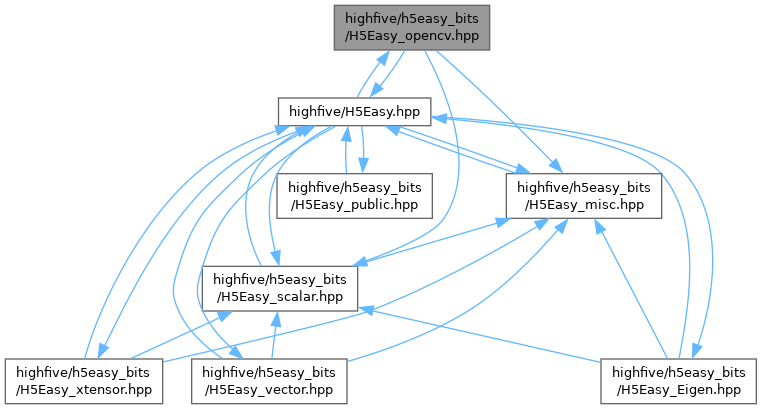 highfive/h5easy_bits
/H5Easy_opencv.hpp
highfive/H5Easy.hpp
highfive/h5easy_bits
/H5Easy_public.hpp
highfive/h5easy_bits
/H5Easy_misc.hpp
highfive/h5easy_bits
/H5Easy_scalar.hpp
highfive/h5easy_bits
/H5Easy_xtensor.hpp
highfive/h5easy_bits
/H5Easy_vector.hpp
highfive/h5easy_bits
/H5Easy_Eigen.hpp